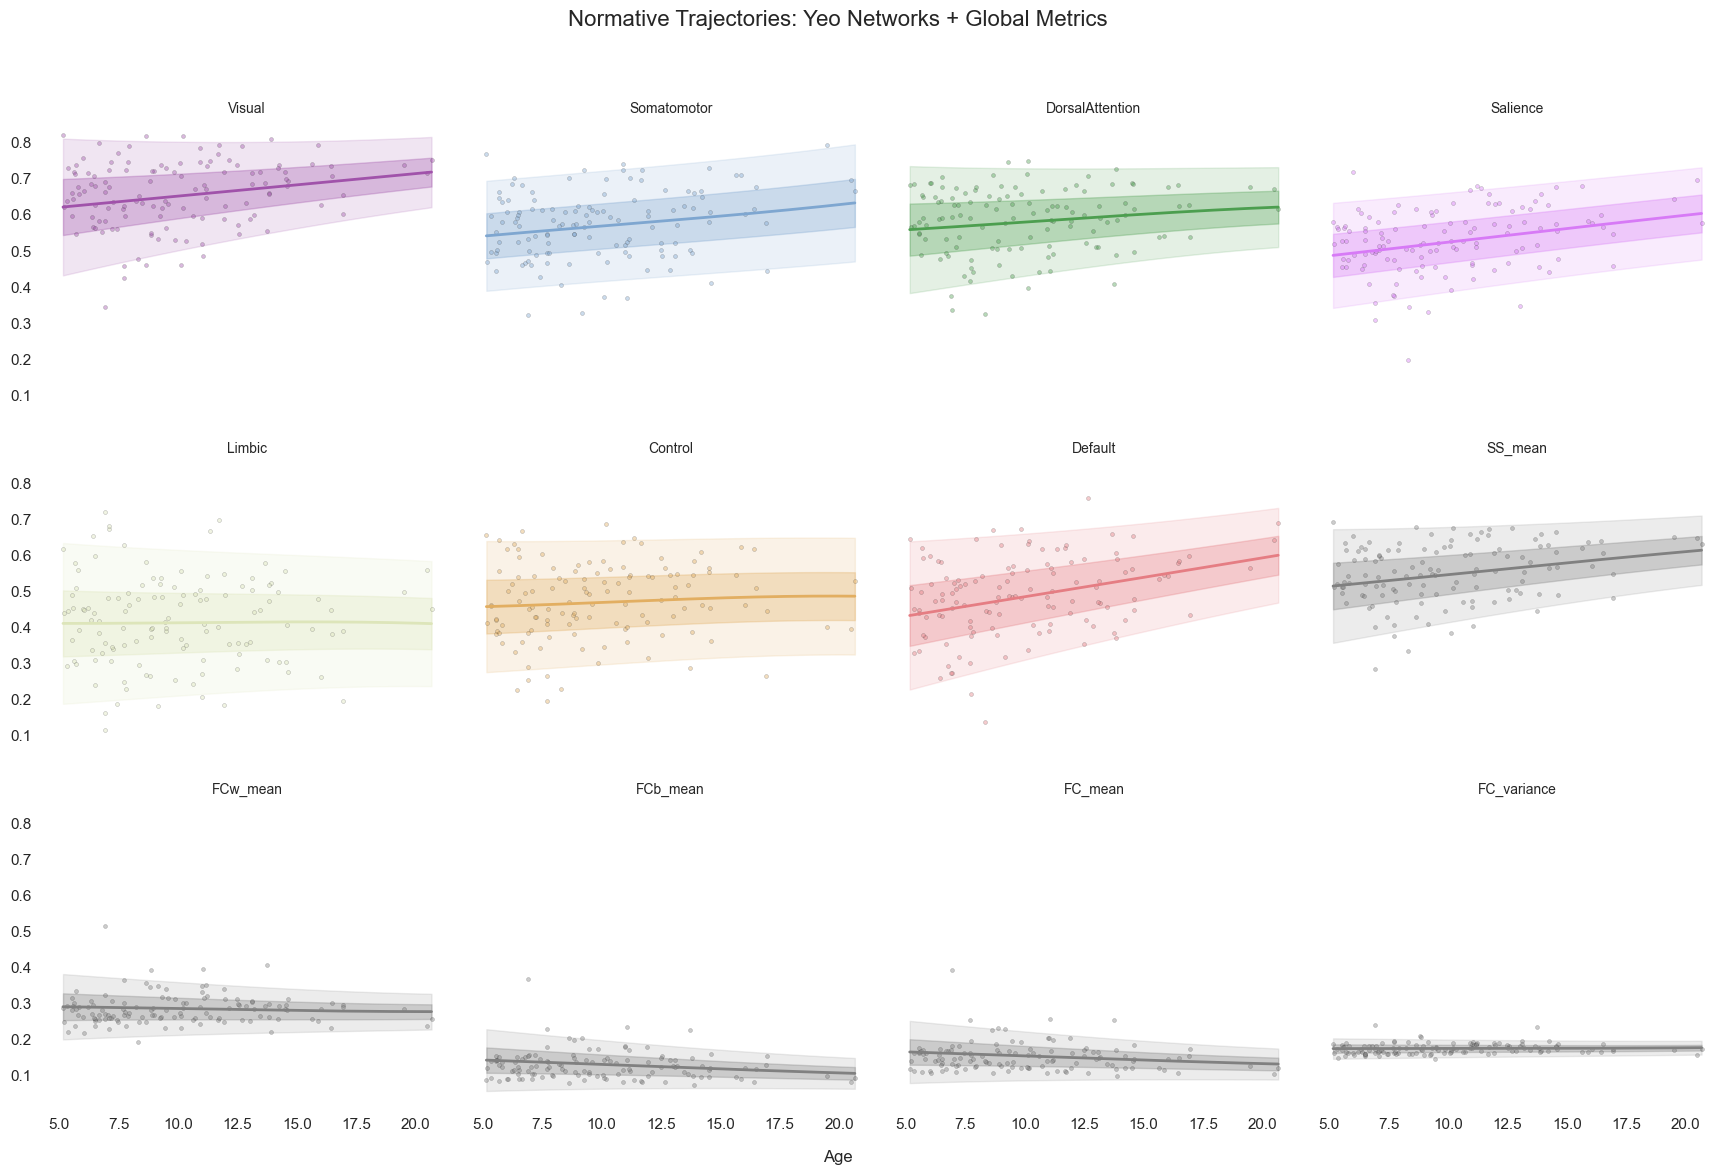 Normative Trajectories: Yeo Networks + Global Metrics
Visual
Somatomotor
DorsalAttention
Salience
0.8
0.7
0.6
0.5
0.4
0.3
0.2
0.1
Limbic
Control
Default
SS_mean
0.8
0.7
0.6
0.5
0.4
0.3
0.2
0.1
FCw_mean
FCb_mean
FC_mean
FC_variance
0.8
0.7
0.6
0.5
0.4
0.3
0.2
0.1
5.0 7.5 10.0 12.5 15.0 17.5 20.0
5.0 7.5 10.0 12.5 15.0 17.5 20.0
5.0 7.5 10.0 12.5 15.0 17.5 20.0
5.0 7.5 10.0 12.5 15.0 17.5 20.0
Age